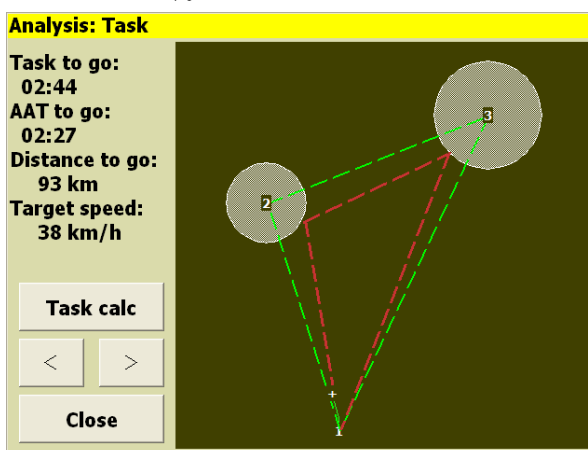 Analysis: Task
Task to go:
02:44
AAT to go:
02:27
Distance to go:
93 km
Target speed:
38 km/h
Task calc
< >
Close
3
2
1